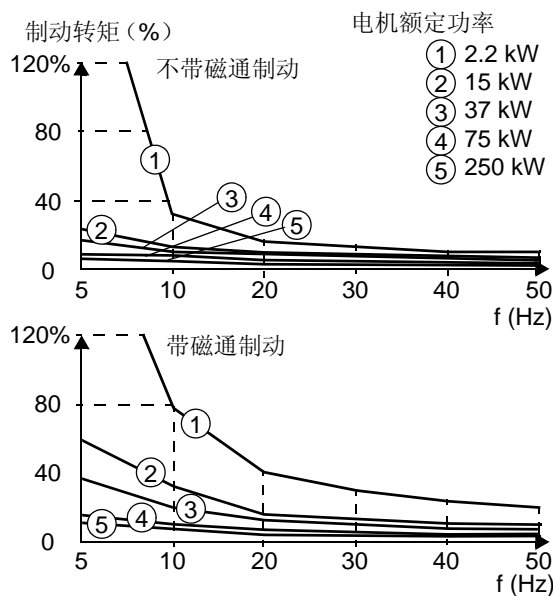 制动转矩（%）
电机额定功率
① 2.2 kW
② 15 kW
③ 37 kW
④ 75 kW
⑤ 250 kW
不带磁通制动
120%
80
40
0
① ② ③ ④ ⑤
5 10 20 30 40 50
f (Hz)
带磁通制动
120%
80
40
0
① ② ③ ④ ⑤
5 10 20 30 40 50
f (Hz)